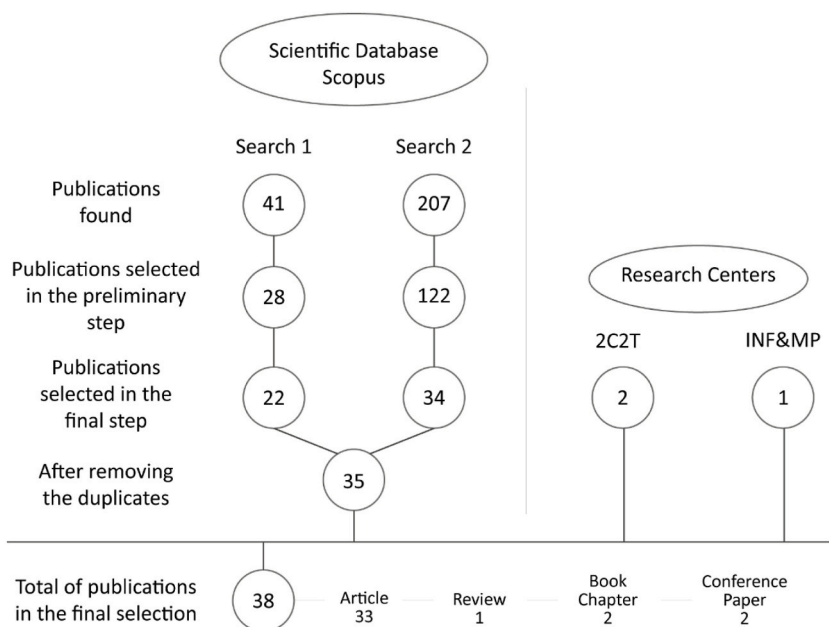 Scientific Database
Scopus
Search 1
Search 2
Publications
found
41
207
Publications selected
in the preliminary
step
28
122
Research Centers
2C2T
INF&MP
Publications
selected in the
final step
22
34
2
1
After removing
the duplicates
35
Total of publications
in the final selection
38
Article
33
Review
1
Book
Chapter
2
Conference
Paper
2